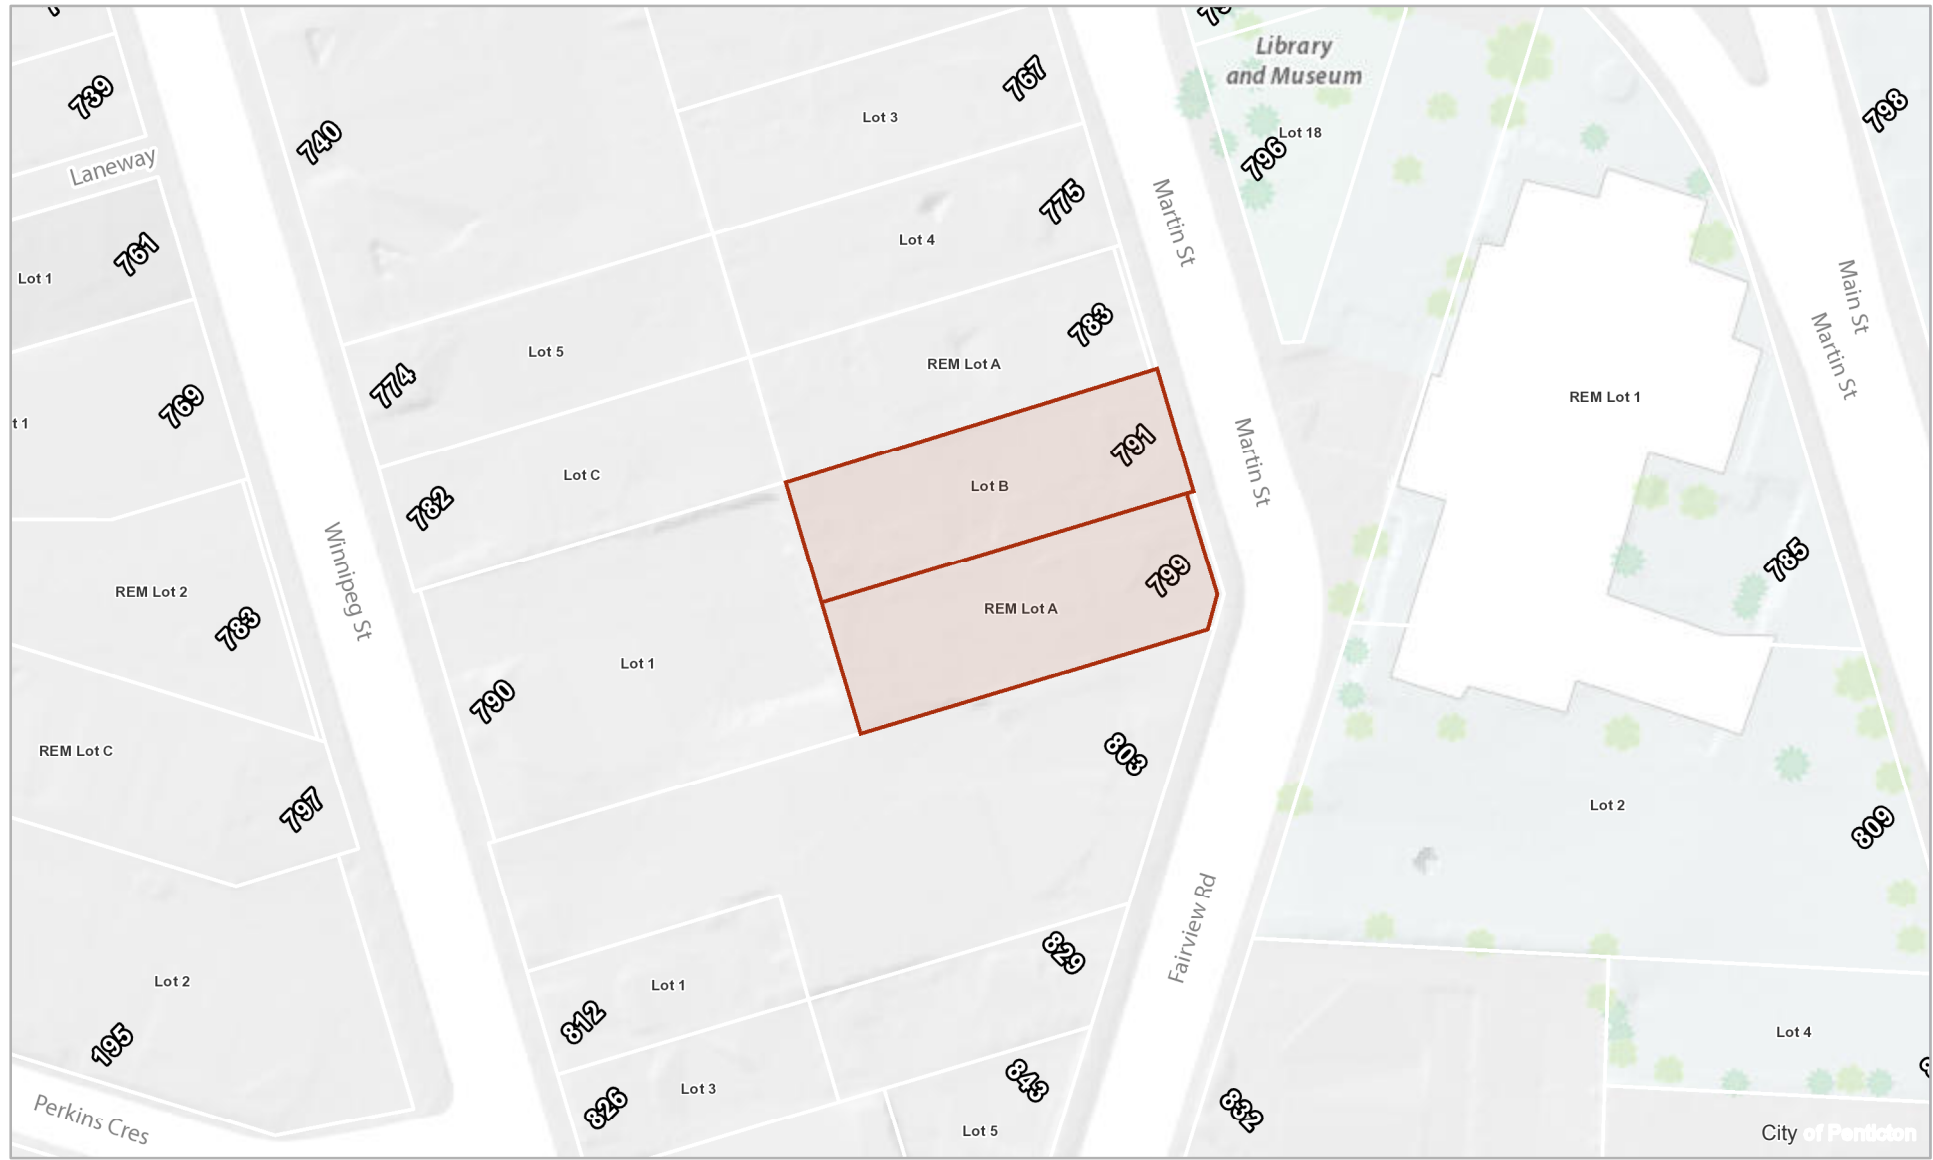 Library
and Museum
739
767
798
Lot 3
740
Lot 18
796
Laneway
775
Martin St
761
Lot 4
Lot 1
Main St
783
Martin St
Lot 5
REM Lot A
774
REM Lot 1
769
t 1
791
Martin St
Lot C
Lot B
782
785
Winnipeg St
799
REM Lot 2
REM Lot A
783
Lot 1
790
REM Lot C
803
797
Lot 2
809
Fairview Rd
829
Lot 2
Lot 1
812
Lot 4
195
843
Lot 3
826
832
Perkins Cres
Lot 5
City of Penticton